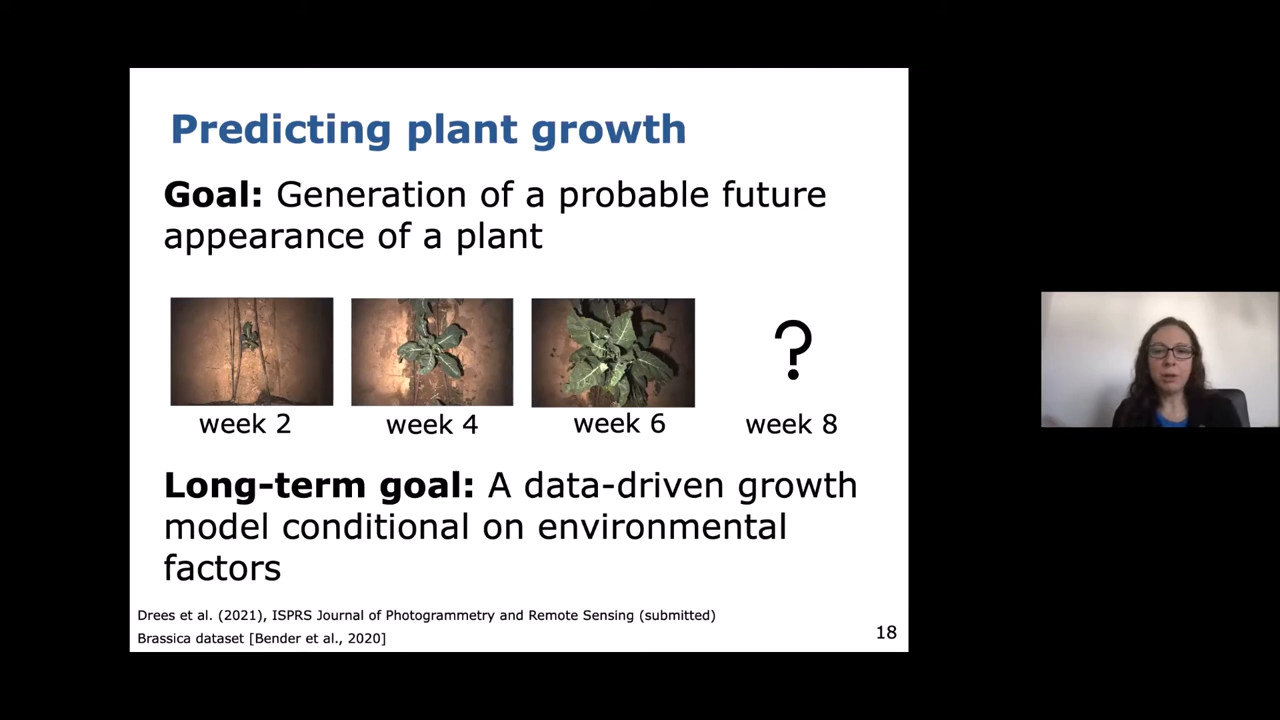 Predicting plant growth
Goal: Generation of a probable future
appearance of a plant
?
week 2
week 4
week 6
week 8
Long-term goal: A data-driven growth
model conditional on environmental
factors
Drees et al. (2021), ISPRS Journal of Photogrammetry and Remote Sensing (submitted)
Brassica dataset [Bender et al., 2020]
18